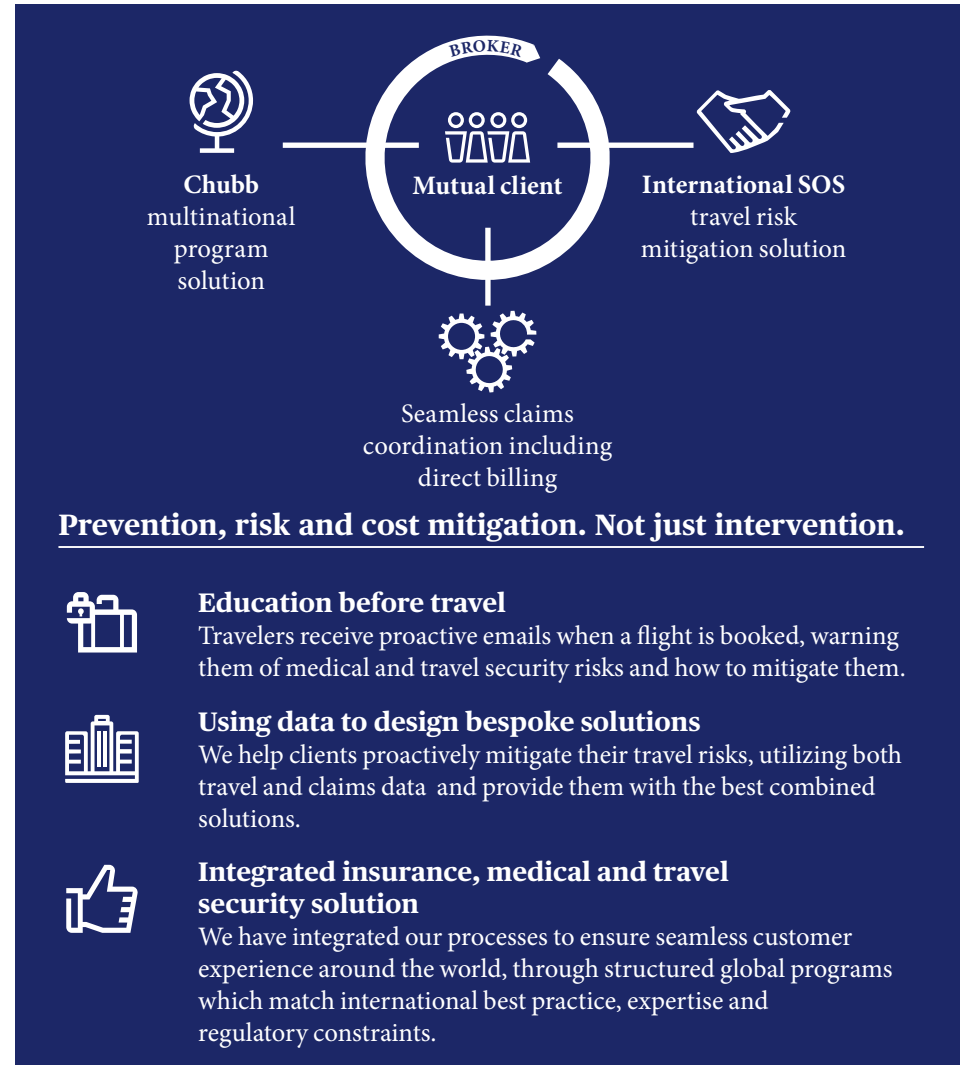 BROKER
Mutual client
Chubb
multinational
program
solution
International SOS
travel risk
mitigation solution
Seamless claims
coordination including
direct billing
Prevention, risk and cost mitigation. Not just intervention.
Education before travel
Travelers receive proactive emails when a flight is booked, warning
them of medical and travel security risks and how to mitigate them.
Using data to design bespoke solutions
We help clients proactively mitigate their travel risks, utilizing both
travel and claims data  and provide them with the best combined
solutions.
Integrated insurance, medical and travel
security solution
We have integrated our processes to ensure seamless customer
experience around the world, through structured global programs
which match international best practice, expertise and
regulatory constraints.